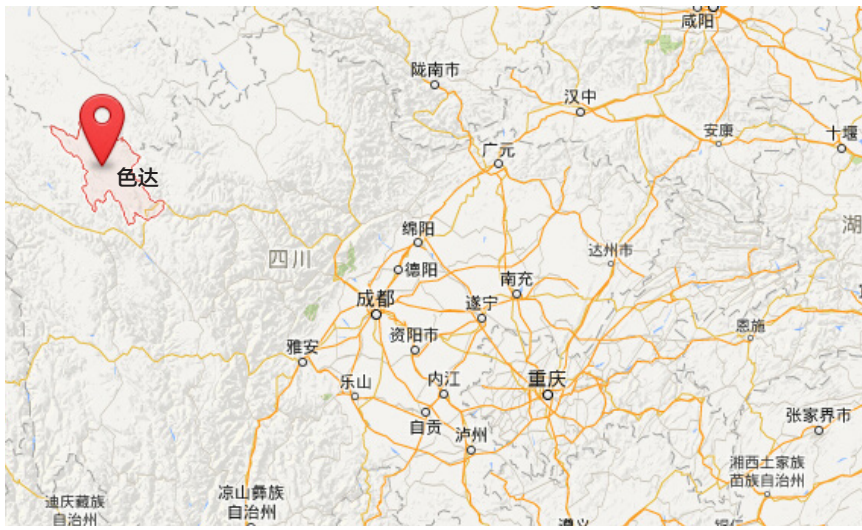 咸阳
陇南市
汉中
安康
十堰
广元
色达
绵阳
达州市
湖
四川
德阳
南充
成都
遂宁
恩施
资阳市
雅安
乐山
内江
重庆
自贡
张家界市
泸州
湘西土家族
苗族自治州
凉山彝族
自治州
迪庆藏族
自治州
遵义
铜仁